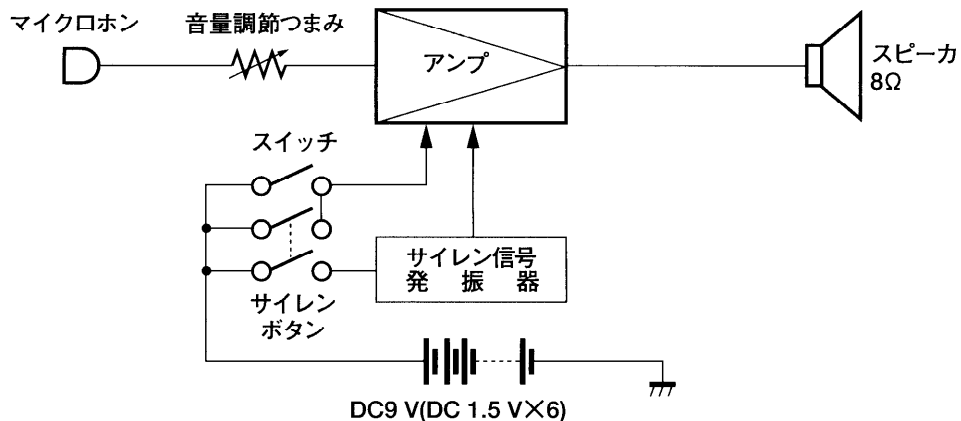 マイクロホン
音量調節つまみ
アンプ
スピーカ
8Ω
スイッチ
サイレン信号
発振器
サイレン
ボタン
DC9 V(DC 1.5 V×6)